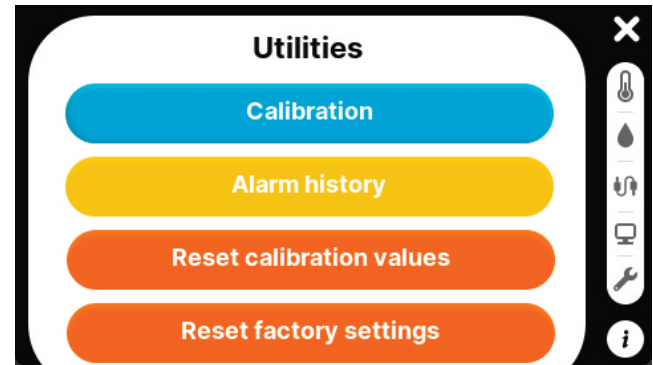 Utilities
Calibration
Alarm history
Reset calibration values
Reset factory settings
i